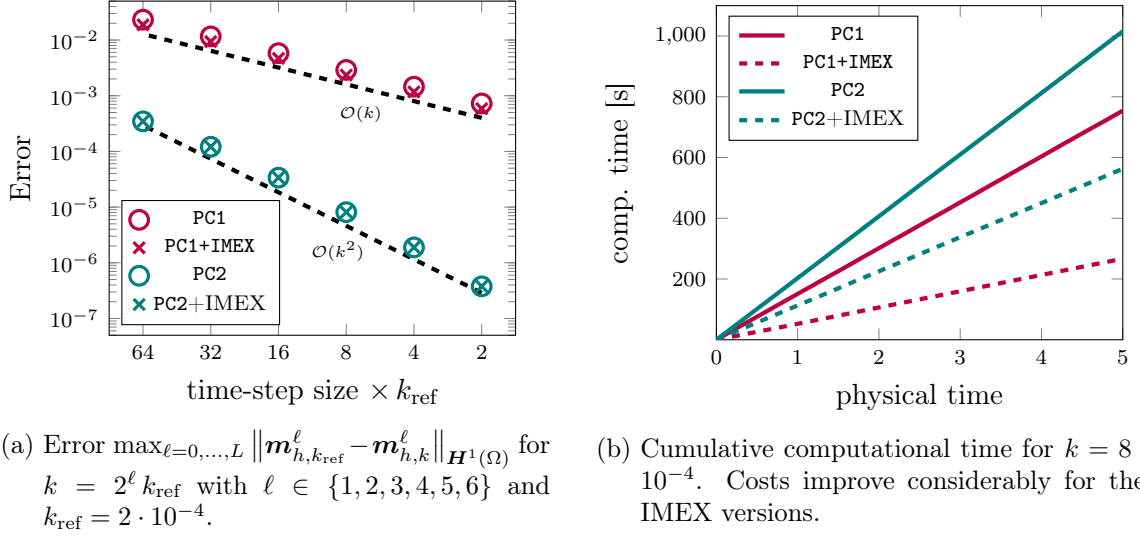 10^{-2}
10^{-3}
10^{-4}
10^{-5}
10^{-6}
10^{-7}
Error
O(k)
O(k^2)
PC1
PC1+IMEX
PC2
PC2+IMEX
64 32 16 8 4 2
time-step size × k_ref
1,000
800
600
400
200
comp. time [s]
PC1
PC1+IMEX
PC2
PC2+IMEX
0 1 2 3 4 5
physical time
(a) Error max_{ℓ=0,...,L} ‖m^ℓ_{h,k_ref} − m^ℓ_{h,k}‖_{H^1(Ω)} for
k = 2^ℓ k_ref with ℓ ∈ {1, 2, 3, 4, 5, 6} and
k_ref = 2 · 10^{-4}.
(b) Cumulative computational time for k = 8
10^{-4}. Costs improve considerably for the
IMEX versions.